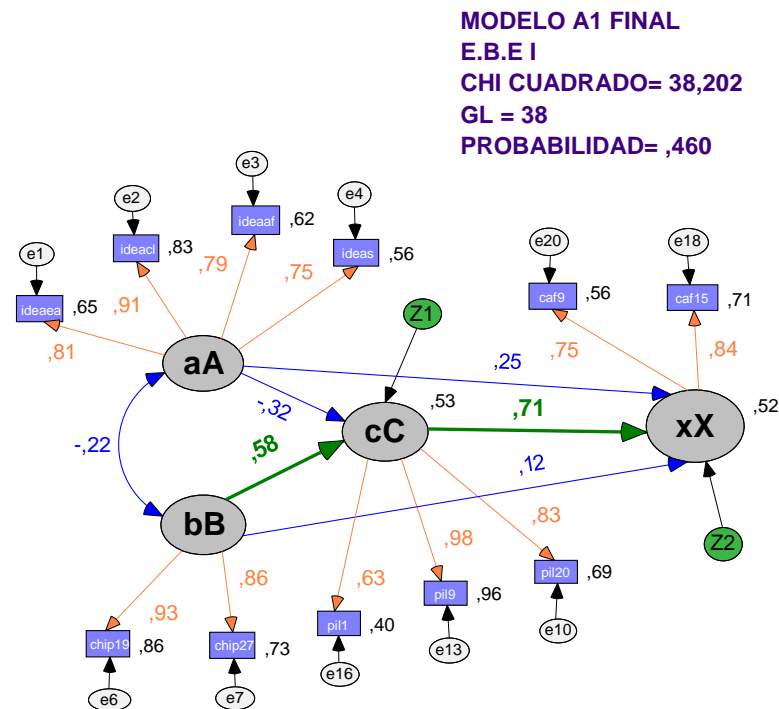 MODELO A1 FINAL
E.B.E I
CHI CUADRADO= 38,202
GL = 38
PROBABILIDAD= ,460
e3
e2
e4
e20
e18
e1
ideaaf ,62
ideacl ,83
ideas ,56
,79
,75
caf9 ,56
caf15 ,71
ideaea ,65
,91
,81
Z1
,75
,84
aA
,25
-,32
,53
,71
,52
cC
xX
-,22
,58
,12
bB
,98
,83
Z2
,93
,86
,63
pil20 ,69
pil9 ,96
pil1 ,40
chip19 ,86
chip27 ,73
e10
e13
e16
e6
e7